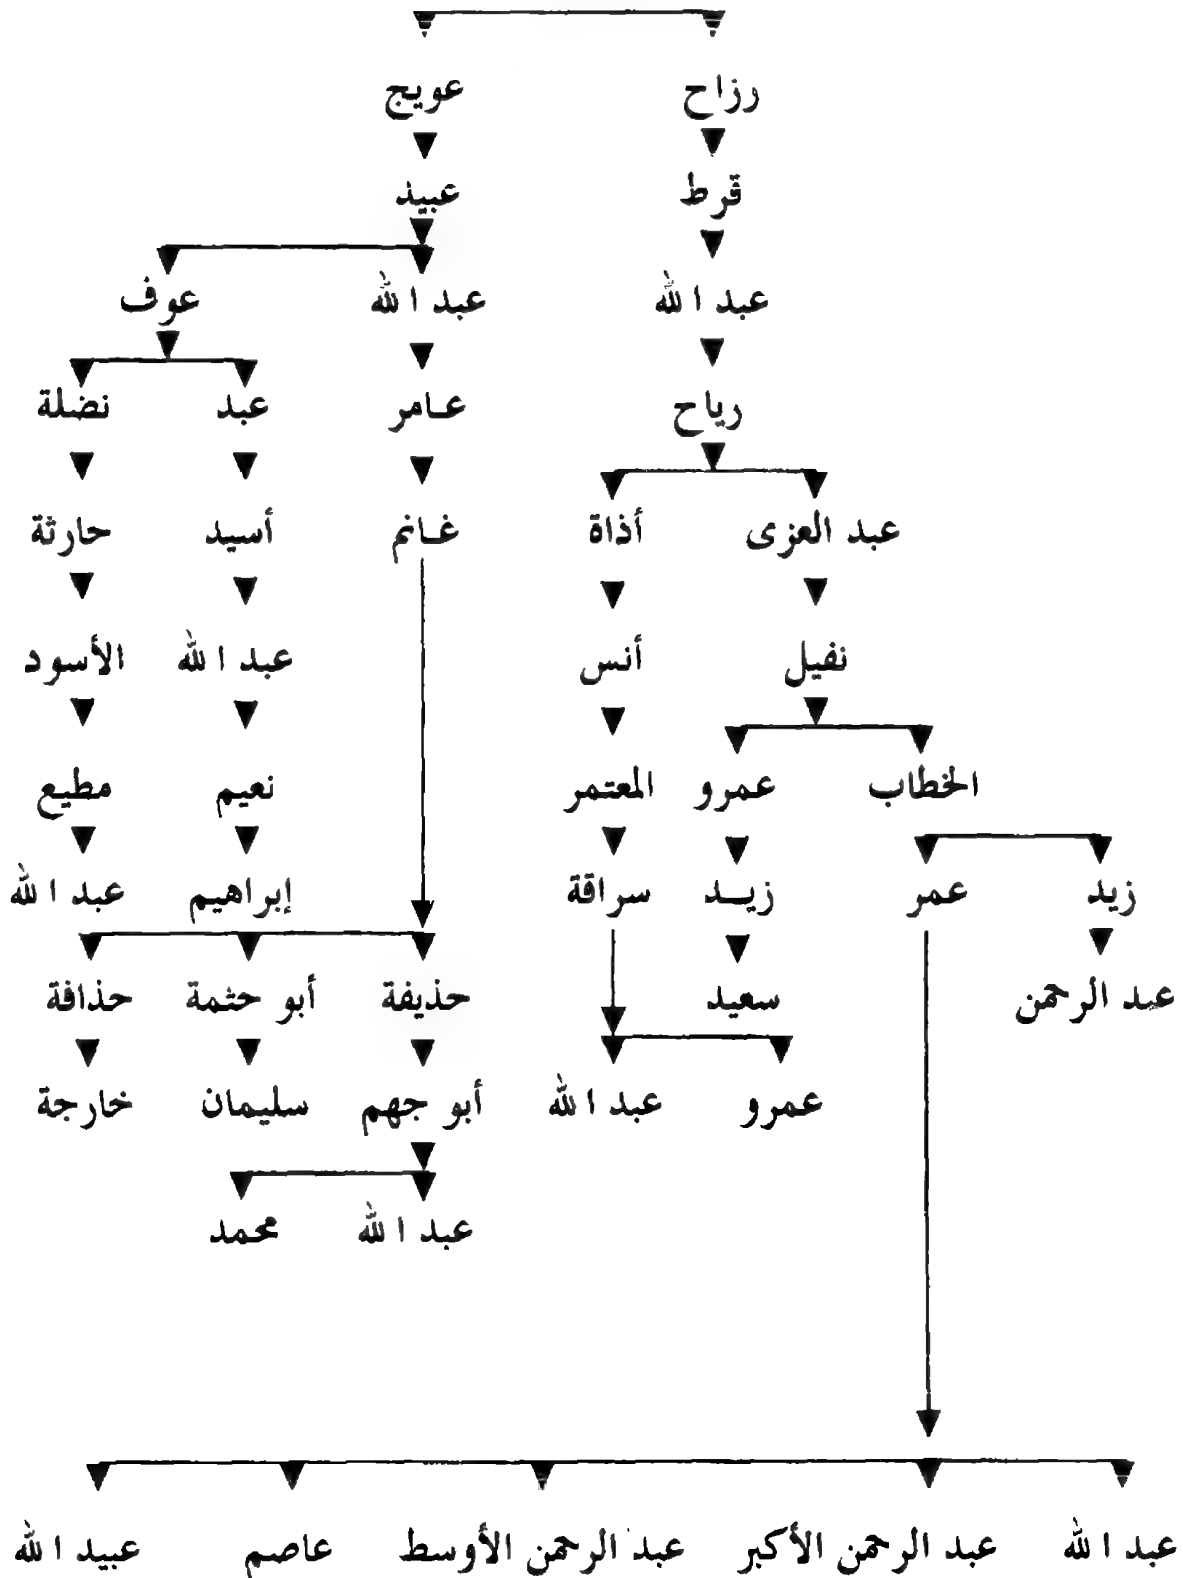 رزاح عويج
قرط عبيد
عبد الله عبد الله عوف
رياح عامر عبد نضلة
عبد العزى أذاة غانم أسيد حارثة
نفيل أنس عبد الله الأسود
الخطاب عمرو المعتمر نعيم مطيع
زيد عمر زيد سراقة إبراهيم عبد الله
عبد الرحمن سعيد حذيفة أبو حثمة حذافة
عمرو عبد الله أبو جهم سليمان خارجة
عبد الله محمد
عبد الله عبد الرحمن الأكبر عبد الرحمن الأوسط عاصم عبيد الله